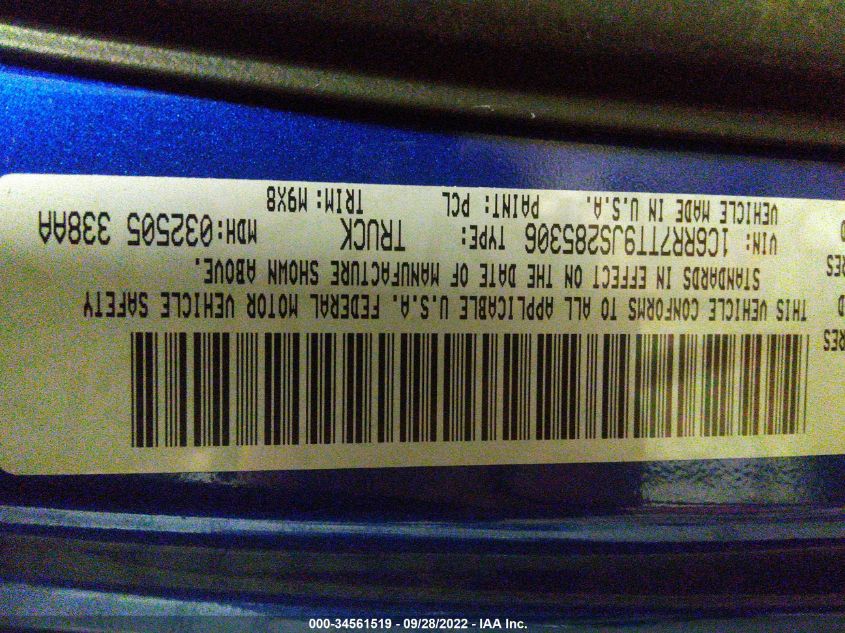 RES
THIS VEHICLE CONFORMS TO ALL APPLICABLE U.S.A. FEDERAL MOTOR VEHICLE SAFETY
STANDARDS IN EFFECT ON THE DATE OF MANUFACTURE SHOWN ABOVE.
D
RES
VIN: 1C6RR7TT9JS285306 TYPE: TRUCK MDH:032505 338AA
D
VEHICLE MADE IN U.S.A. PAINT: PCL TRIM: M9X8
000-34561519 - 09/28/2022 - IAA Inc.